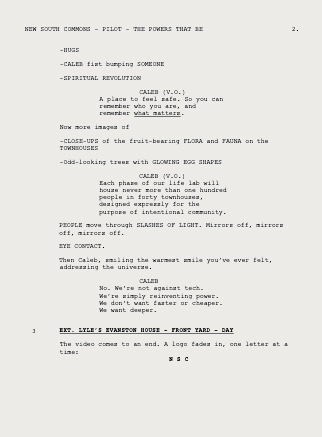 NEW SOUTH COMMONS - PILOT - THE POWERS THAT BE 2.
-HUGS
-CALEB fist bumping SOMEONE
-SPIRITUAL REVOLUTION
CALEB (V.O.)
A place to feel safe. So you can
remember who you are, and
remember what matters.
Now more images of
-CLOSE-UPS of the fruit-bearing FLORA and FAUNA on the
TOWNHOUSES
-Odd-looking trees with GLOWING EGG SHAPES
CALEB (V.O.)
Each phase of our life lab will
house never more than one hundred
people in forty townhouses,
designed expressly for the
purpose of intentional community.
PEOPLE move through SLASHES OF LIGHT. Mirrors off, mirrors
off, mirrors off.
EYE CONTACT.
Then Caleb, smiling the warmest smile you've ever felt,
addressing the universe.
CALEB
No. We're not against tech.
We're simply reinventing power.
We don't want faster or cheaper.
We want deeper.
3 EXT. LYLE'S EVANSTON HOUSE - FRONT YARD - DAY
The video comes to an end. A logo fades in, one letter at a
time:
N S C